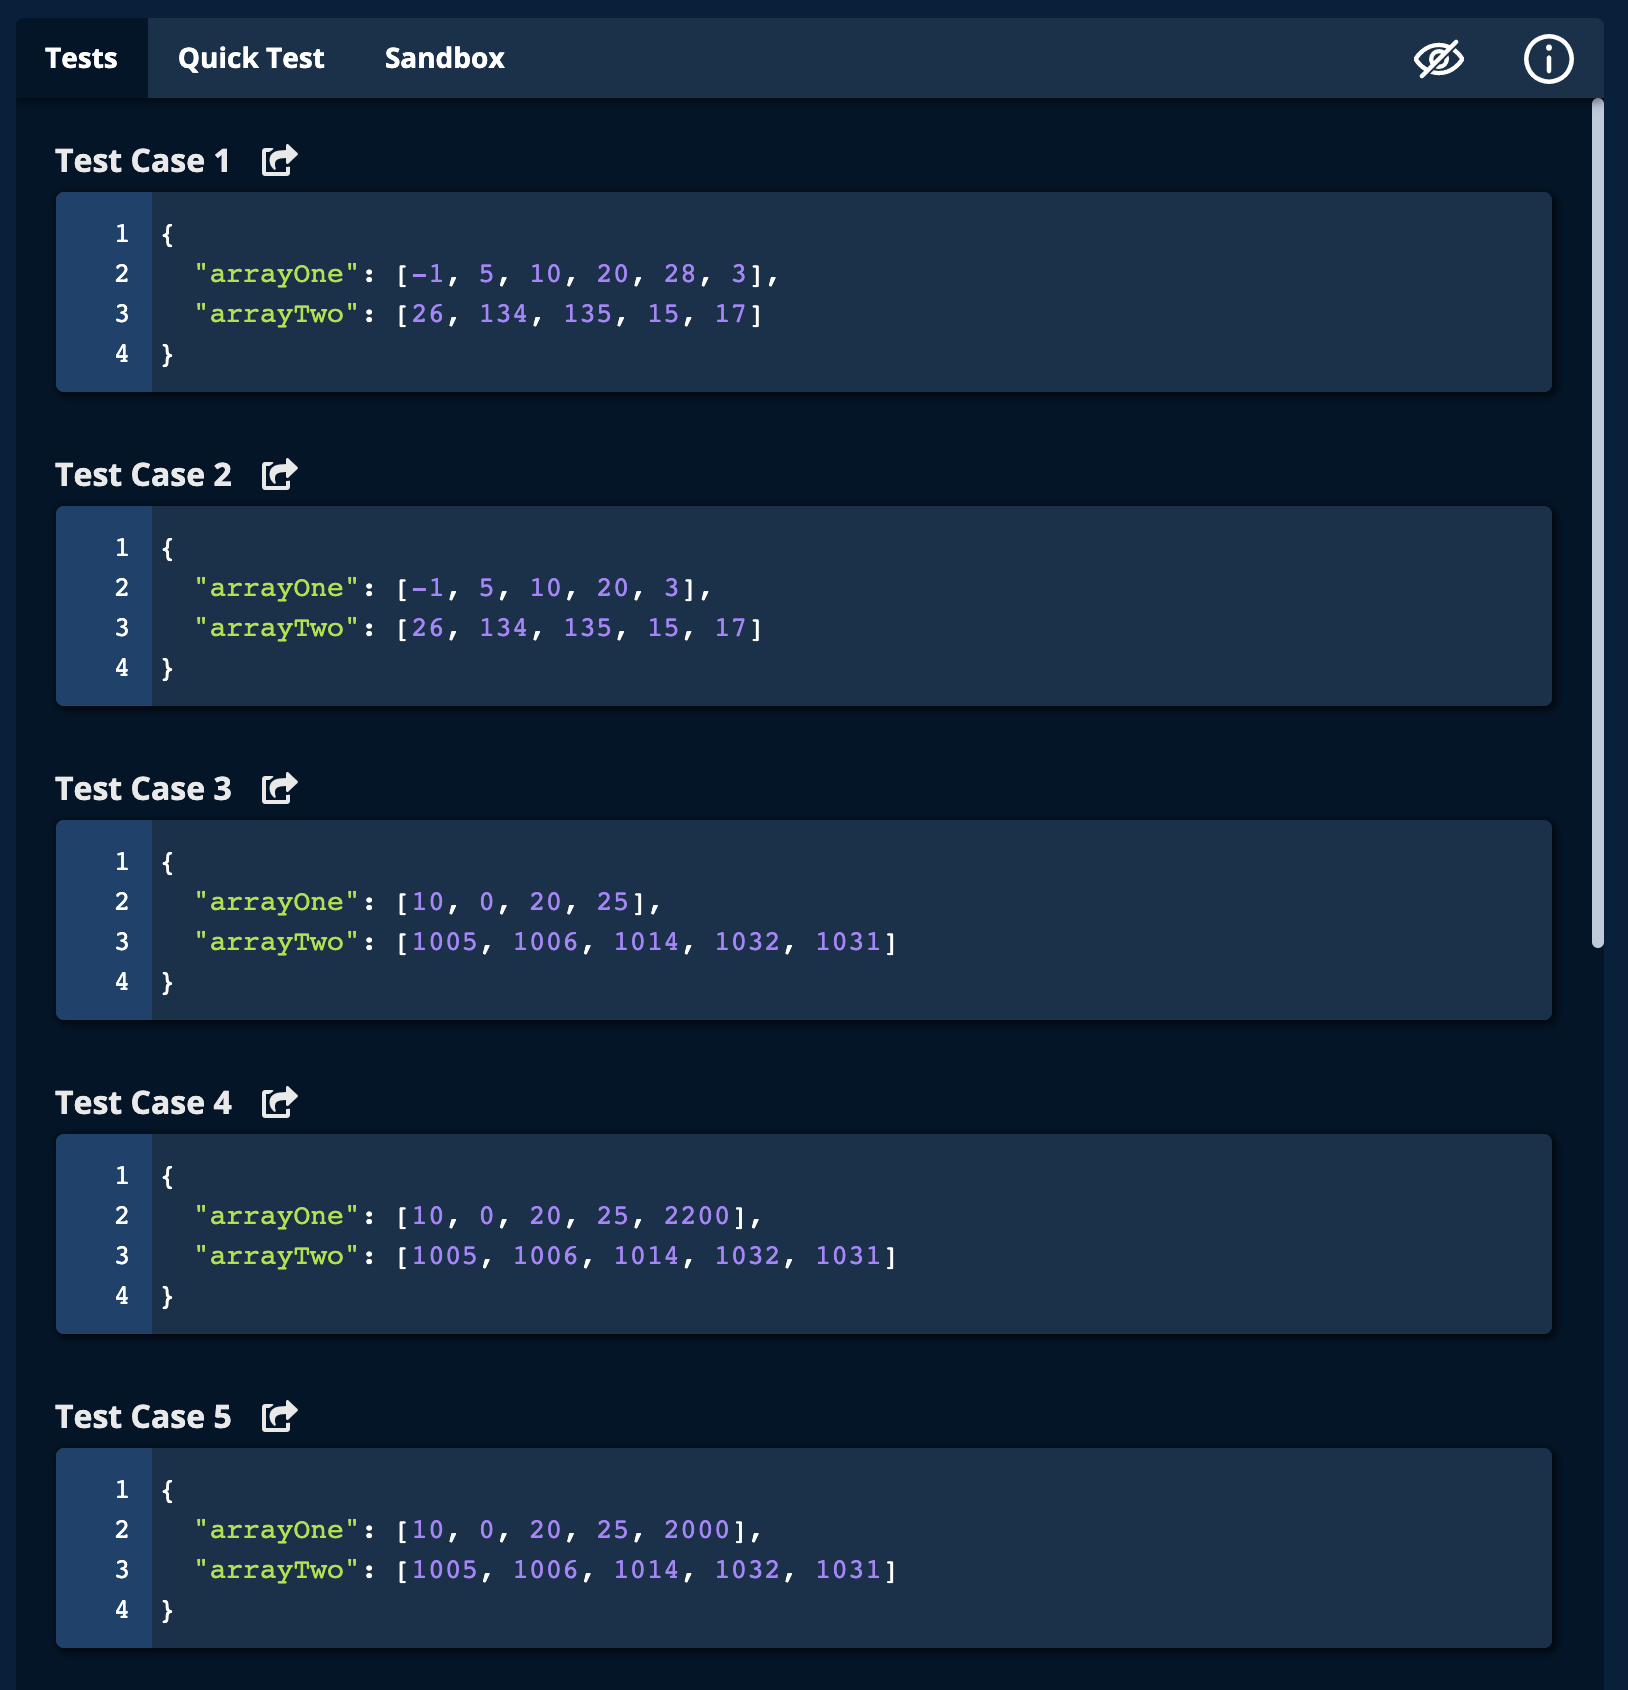 Tests Quick Test Sandbox
Test Case 1
1 {
2 "arrayOne": [-1, 5, 10, 20, 28, 3],
3 "arrayTwo": [26, 134, 135, 15, 17]
4 }
Test Case 2
1 {
2 "arrayOne": [-1, 5, 10, 20, 3],
3 "arrayTwo": [26, 134, 135, 15, 17]
4 }
Test Case 3
1 {
2 "arrayOne": [10, 0, 20, 25],
3 "arrayTwo": [1005, 1006, 1014, 1032, 1031]
4 }
Test Case 4
1 {
2 "arrayOne": [10, 0, 20, 25, 2200],
3 "arrayTwo": [1005, 1006, 1014, 1032, 1031]
4 }
Test Case 5
1 {
2 "arrayOne": [10, 0, 20, 25, 2000],
3 "arrayTwo": [1005, 1006, 1014, 1032, 1031]
4 }